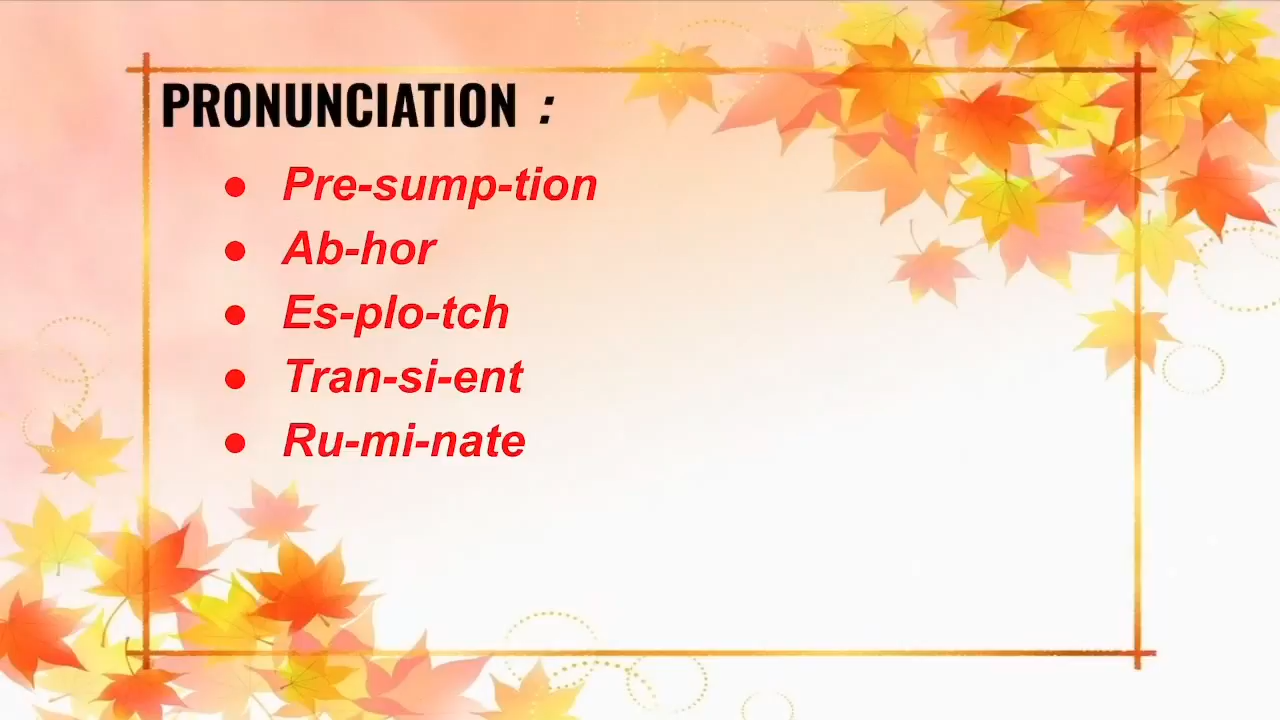 PRONUNCIATION :
● Pre-sump-tion
● Ab-hor
● Es-plo-tch
● Tran-si-ent
● Ru-mi-nate